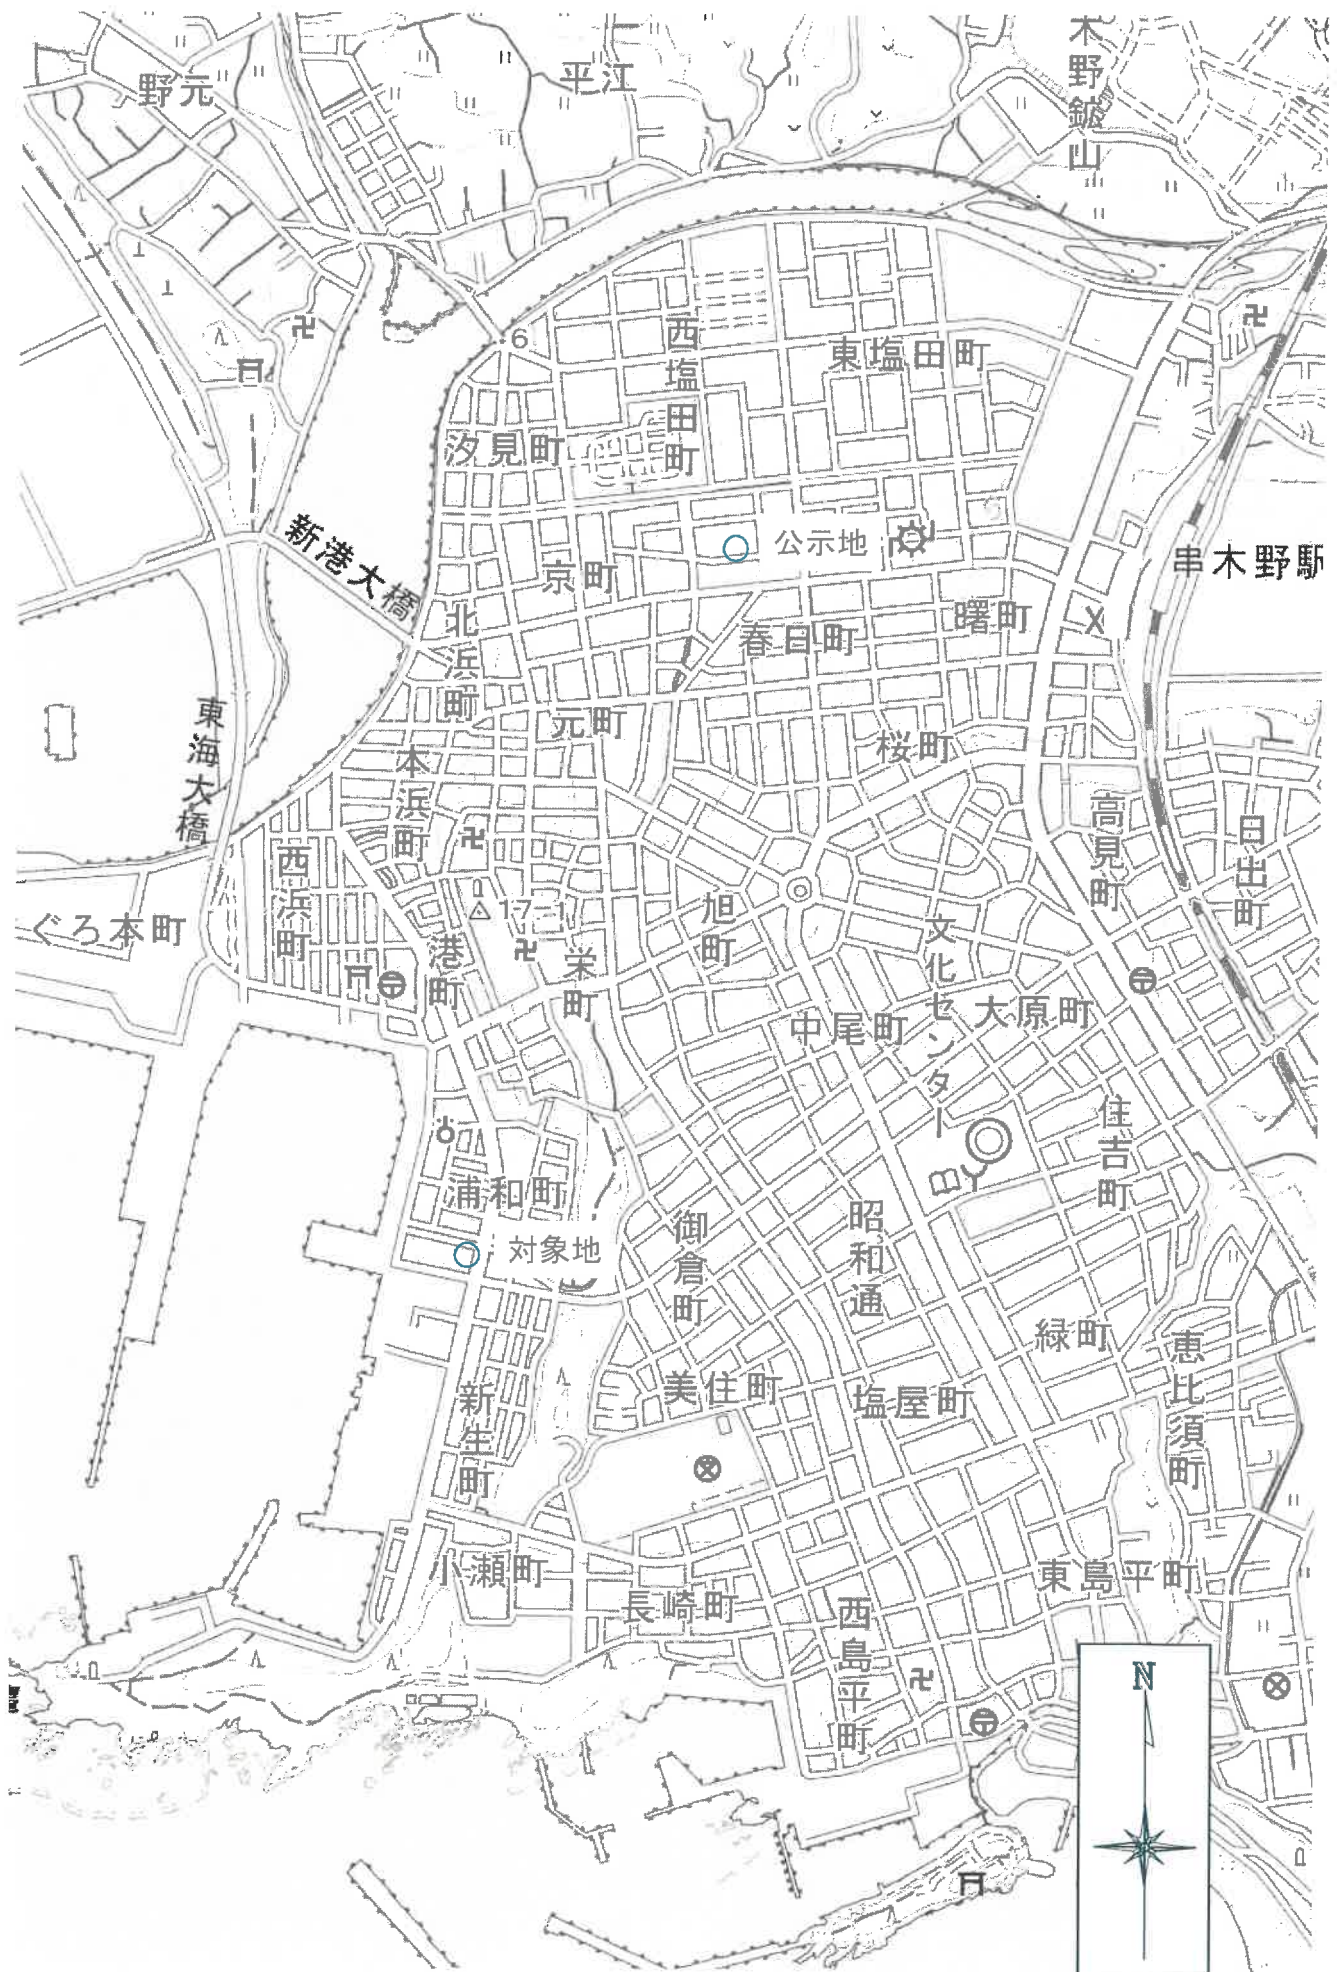 野元
平江
木野鉱山
6
西塩田町
東塩田町
汐見町
公示地
新港大橋
串木野駅
京町
北浜町
曙町
春日町
東海大橋
元町
桜町
本浜町
高見町
日出町
西浜町
17-1
旭町
文化センター
ぐろ本町
港町
栄町
大原町
中尾町
住吉町
浦和町
対象地
御倉町
昭和通
緑町
恵比須町
美住町
塩屋町
新生町
小瀬町
東島平町
長崎町
西島平町
N